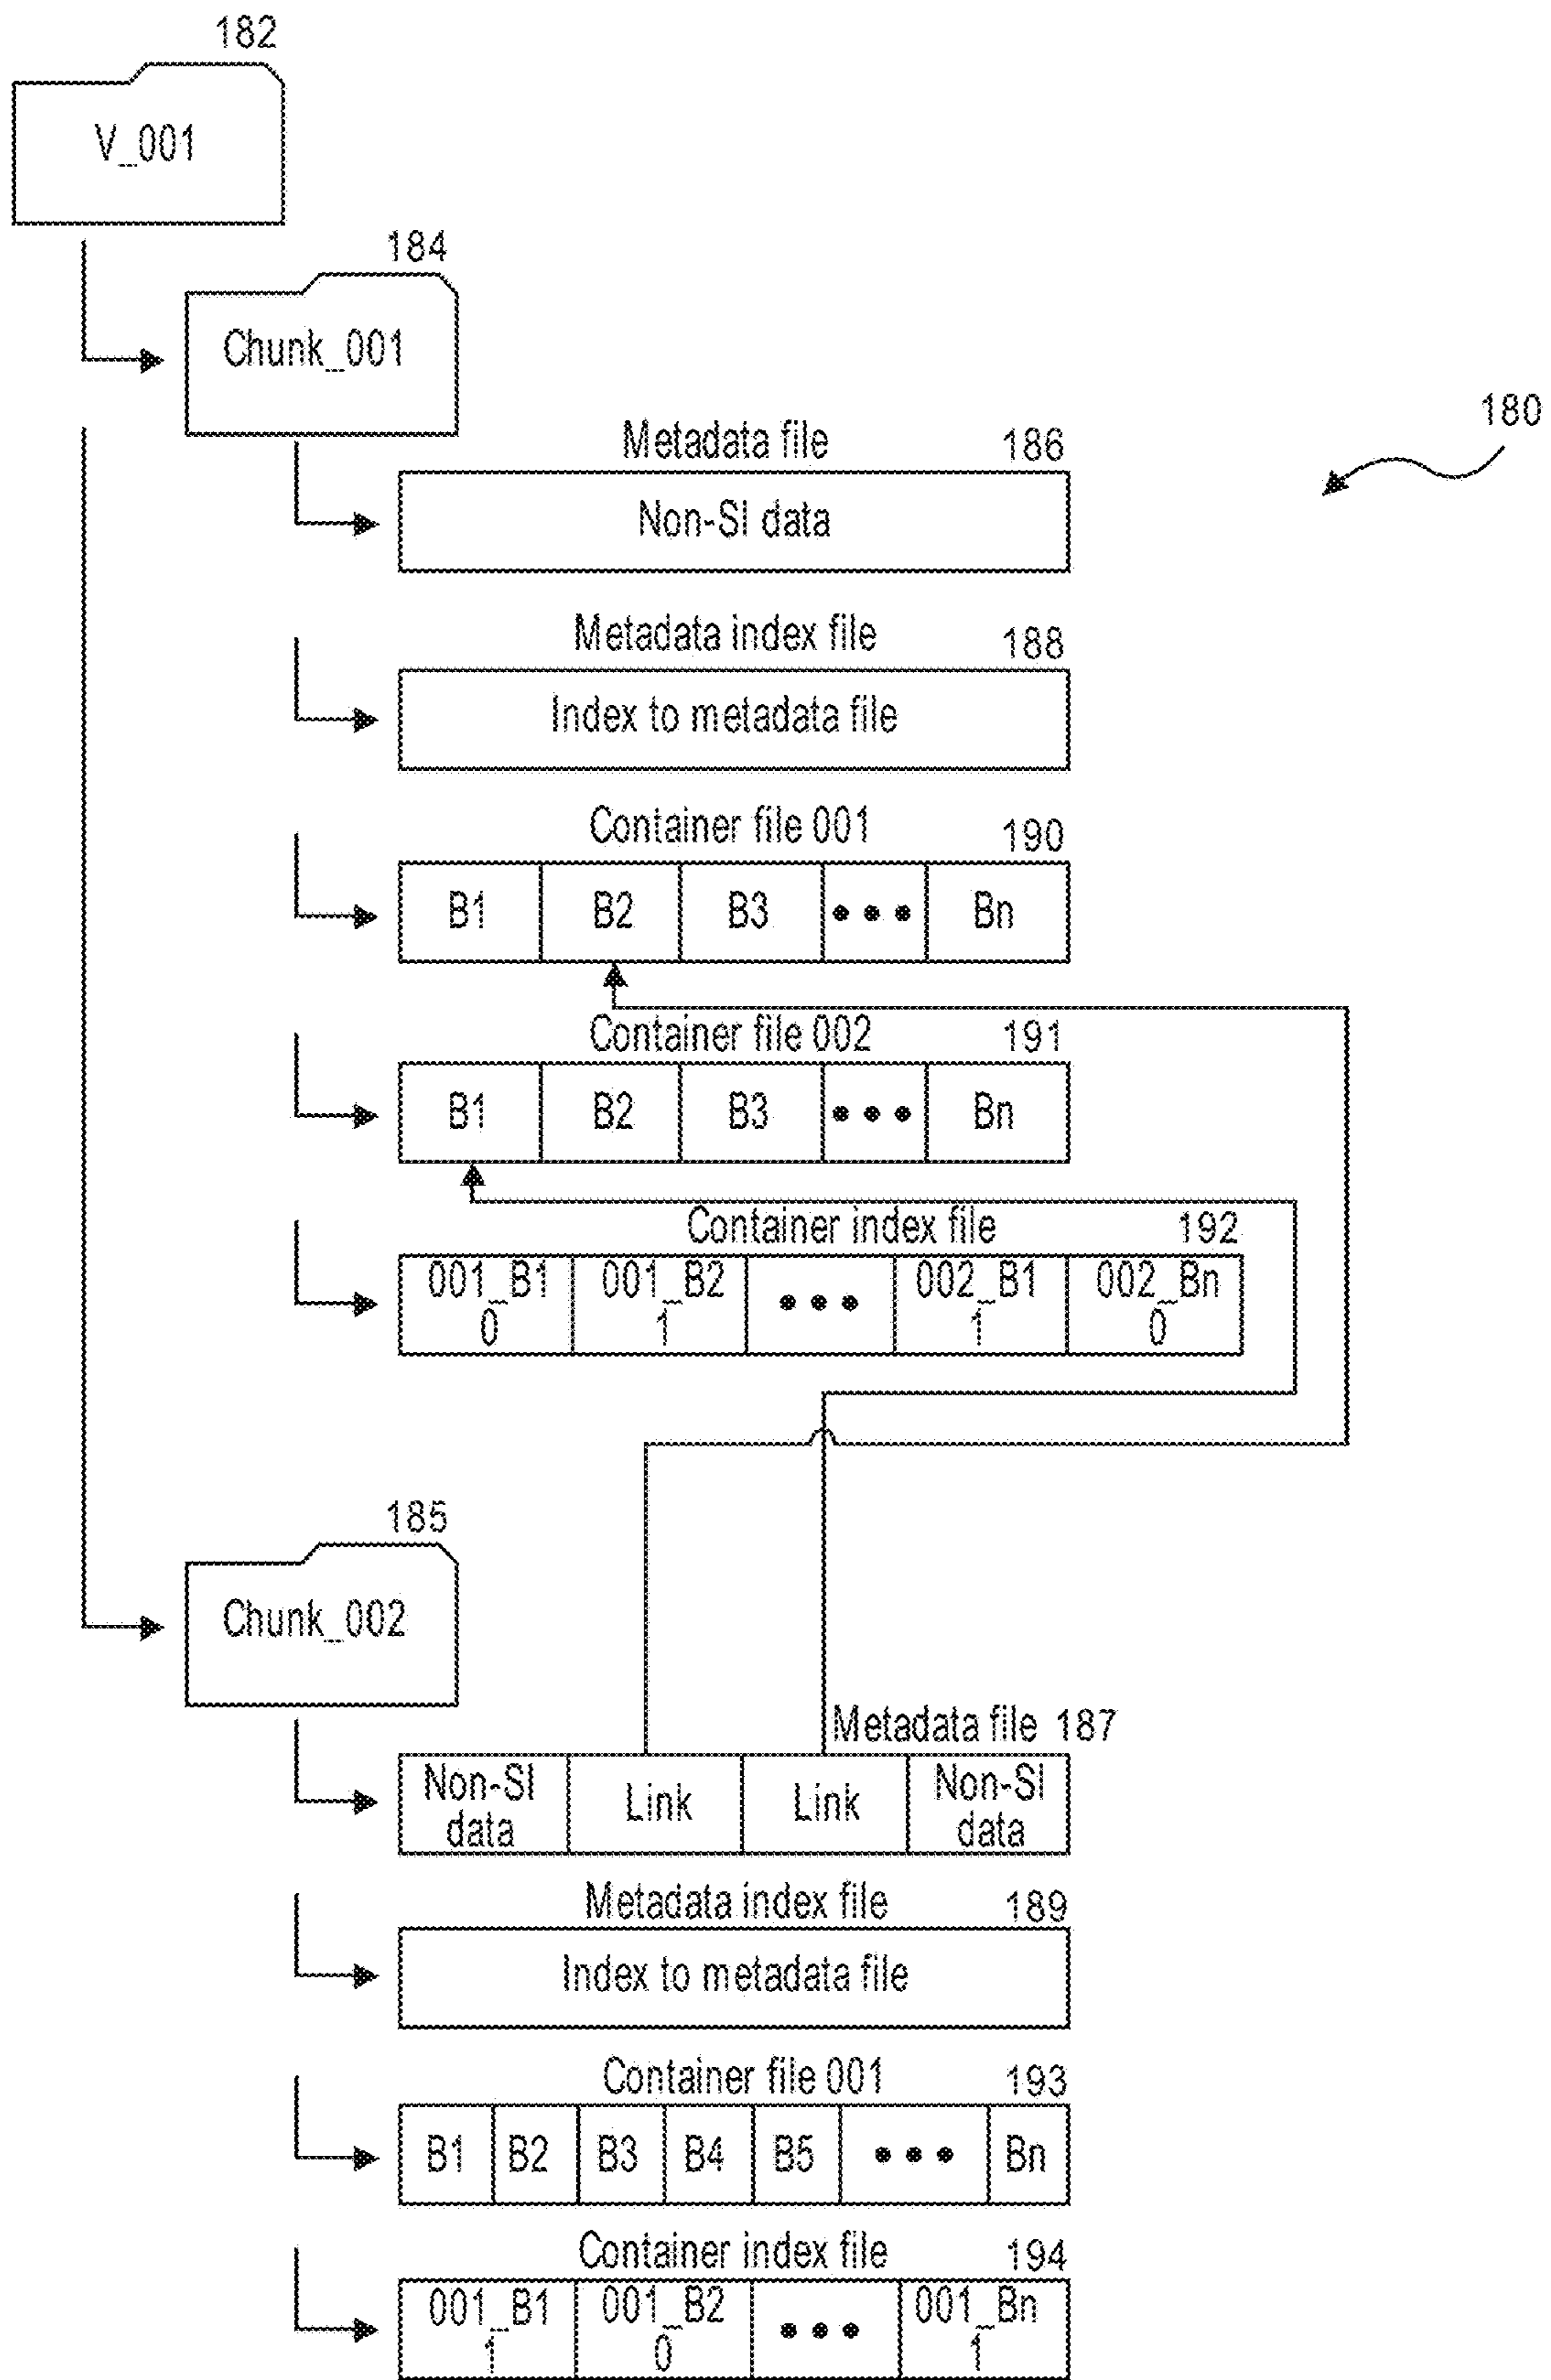 182
V_001
184
Chunk_001
180
Metadata file 186
Non-SI data
Metadata index file 188
Index to metadata file
Container file 001 190
B1 B2 B3 ••• Bn
Container file 002 191
B1 B2 B3 ••• Bn
Container index file 192
001_B1 001_B2 ••• 002_B1 002_Bn
0 1 1 0
185
Chunk_002
Metadata file 187
Non-SI Link Link Non-SI
data data
Metadata index file 189
Index to metadata file
Container file 001 193
B1 B2 B3 B4 B5 ••• Bn
Container index file 194
001_B1 001_B2 ••• 001_Bn
1 0 1